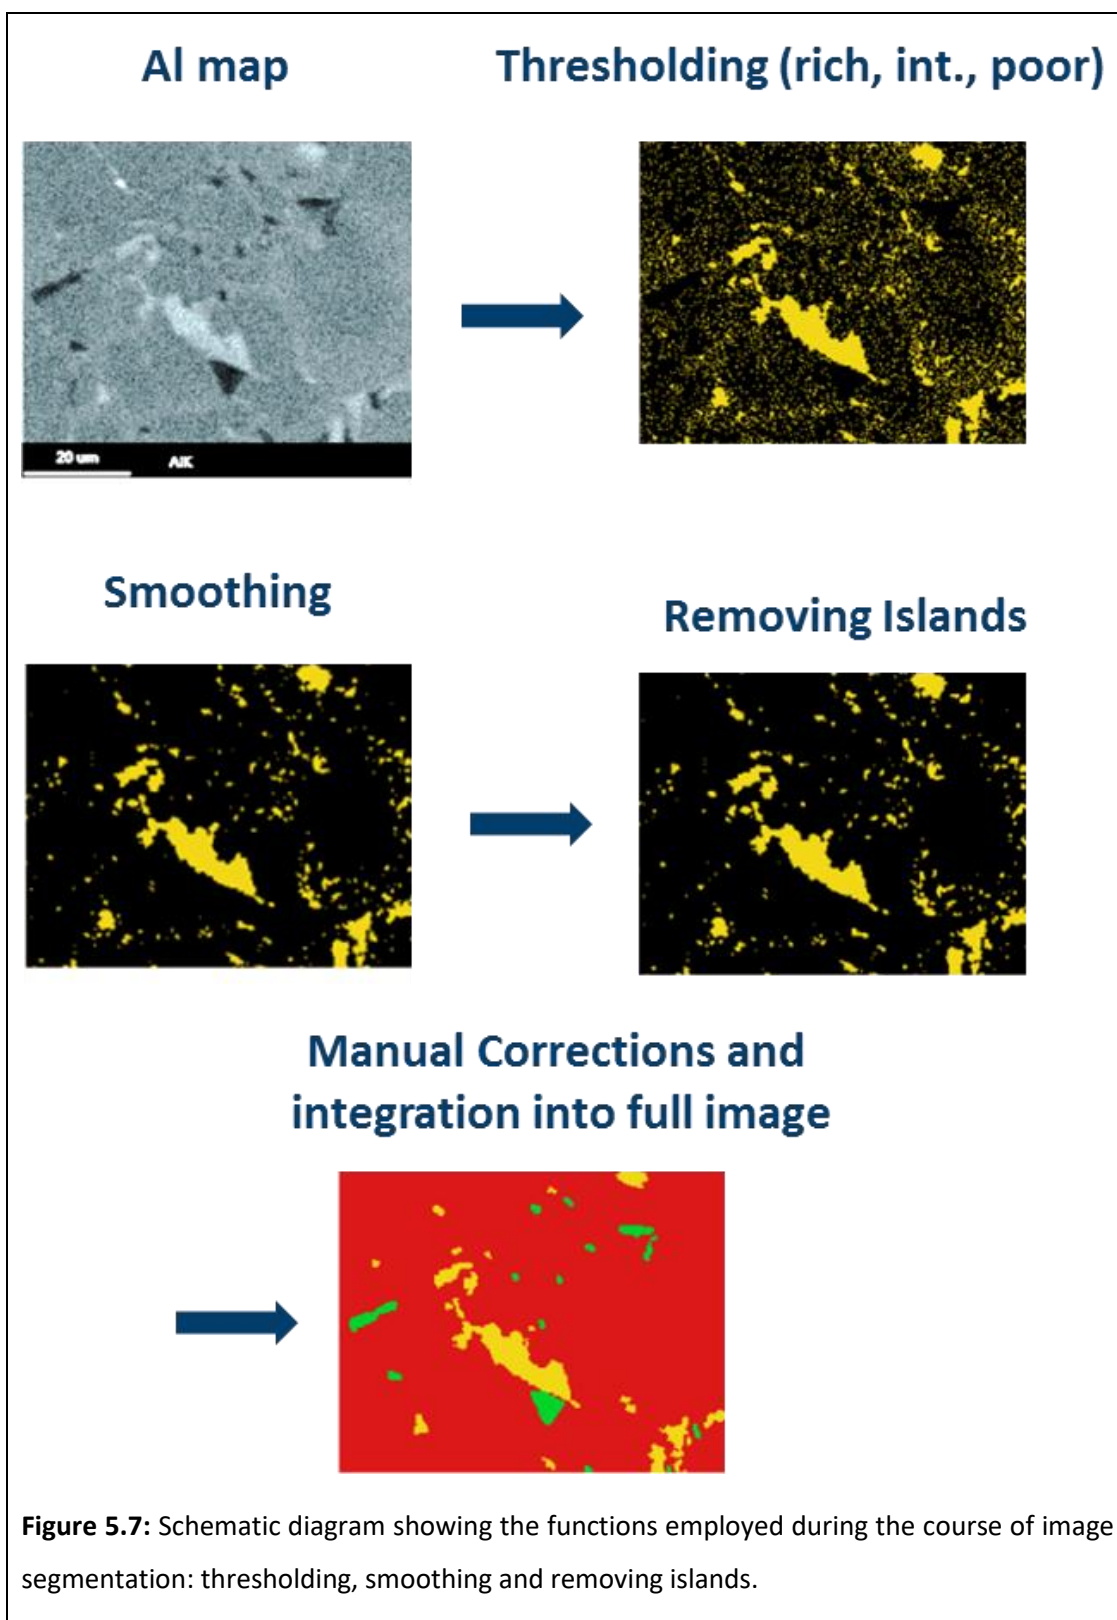 Al map
Thresholding (rich, int., poor)
20 um
AlK
Smoothing
Removing Islands
Manual Corrections and
integration into full image
Figure 5.7: Schematic diagram showing the functions employed during the course of image
segmentation: thresholding, smoothing and removing islands.